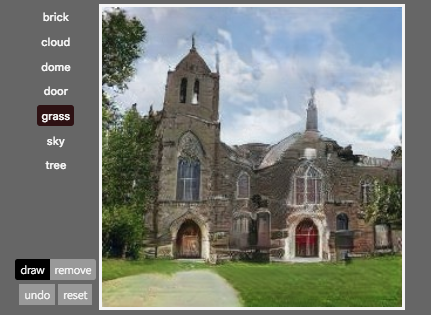 brick
cloud
dome
door
grass
sky
tree
draw remove
undo reset